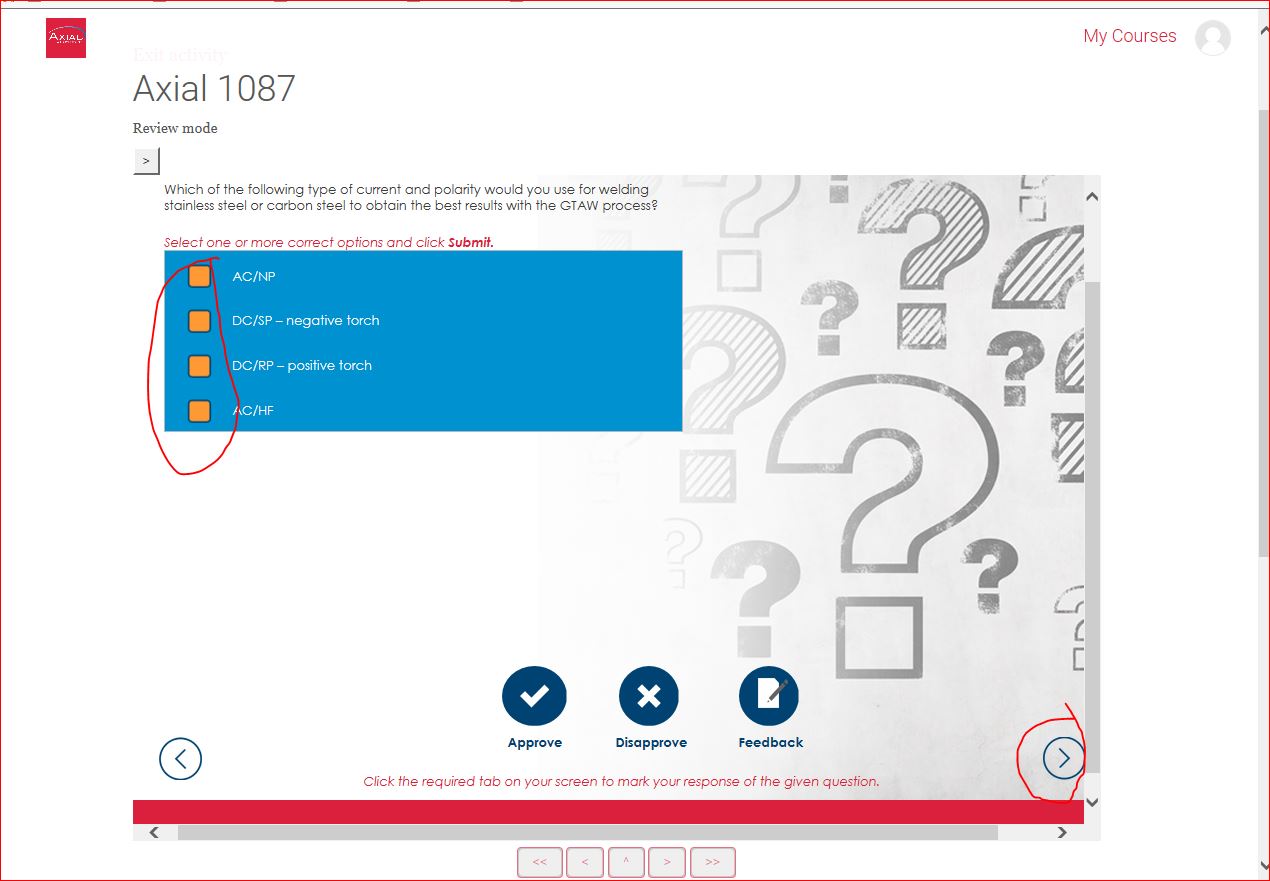 AXIAL
My Courses
Exit activity
Axial 1087
Review mode
>
Which of the following type of current and polarity would you use for welding
stainless steel or carbon steel to obtain the best results with the GTAW process?
Select one or more correct options and click Submit.
AC/NP
DC/SP – negative torch
DC/RP – positive torch
AC/HF
Approve
Disapprove
Feedback
Click the required tab on your screen to mark your response of the given question.
<< < ^ > >>